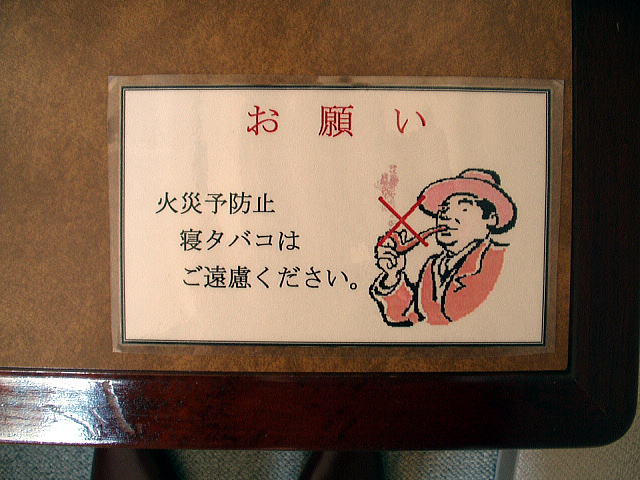 お願い
火災予防止
寝タバコは
ご遠慮ください。